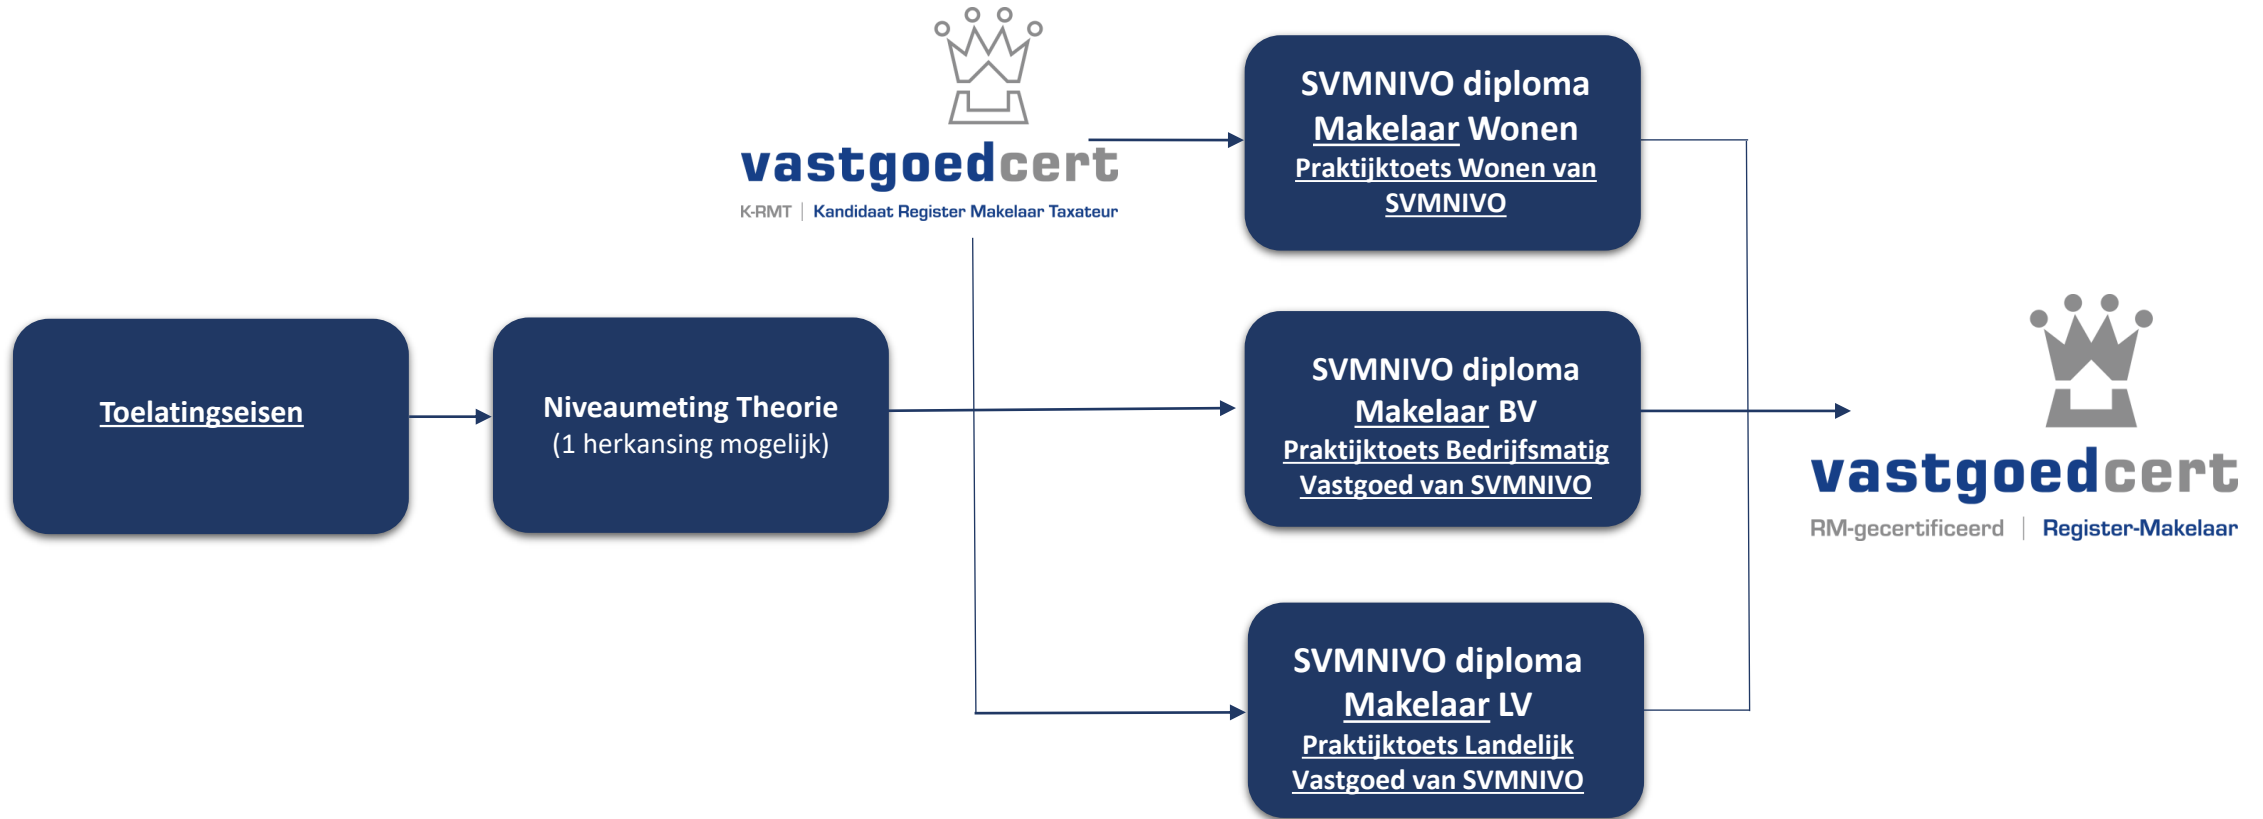 vastgoedcert
K-RMT | Kandidaat Register Makelaar Taxateur
SVMNIVO diploma
Makelaar Wonen
Praktijktoets Wonen van
SVMNIVO
Toelatingseisen
Niveaumeting Theorie
(1 herkansing mogelijk)
SVMNIVO diploma
Makelaar BV
Praktijktoets Bedrijfsmatig
Vastgoed van SVMNIVO
vastgoedcert
RM-gecertificeerd | Register-Makelaar
SVMNIVO diploma
Makelaar LV
Praktijktoets Landelijk
Vastgoed van SVMNIVO